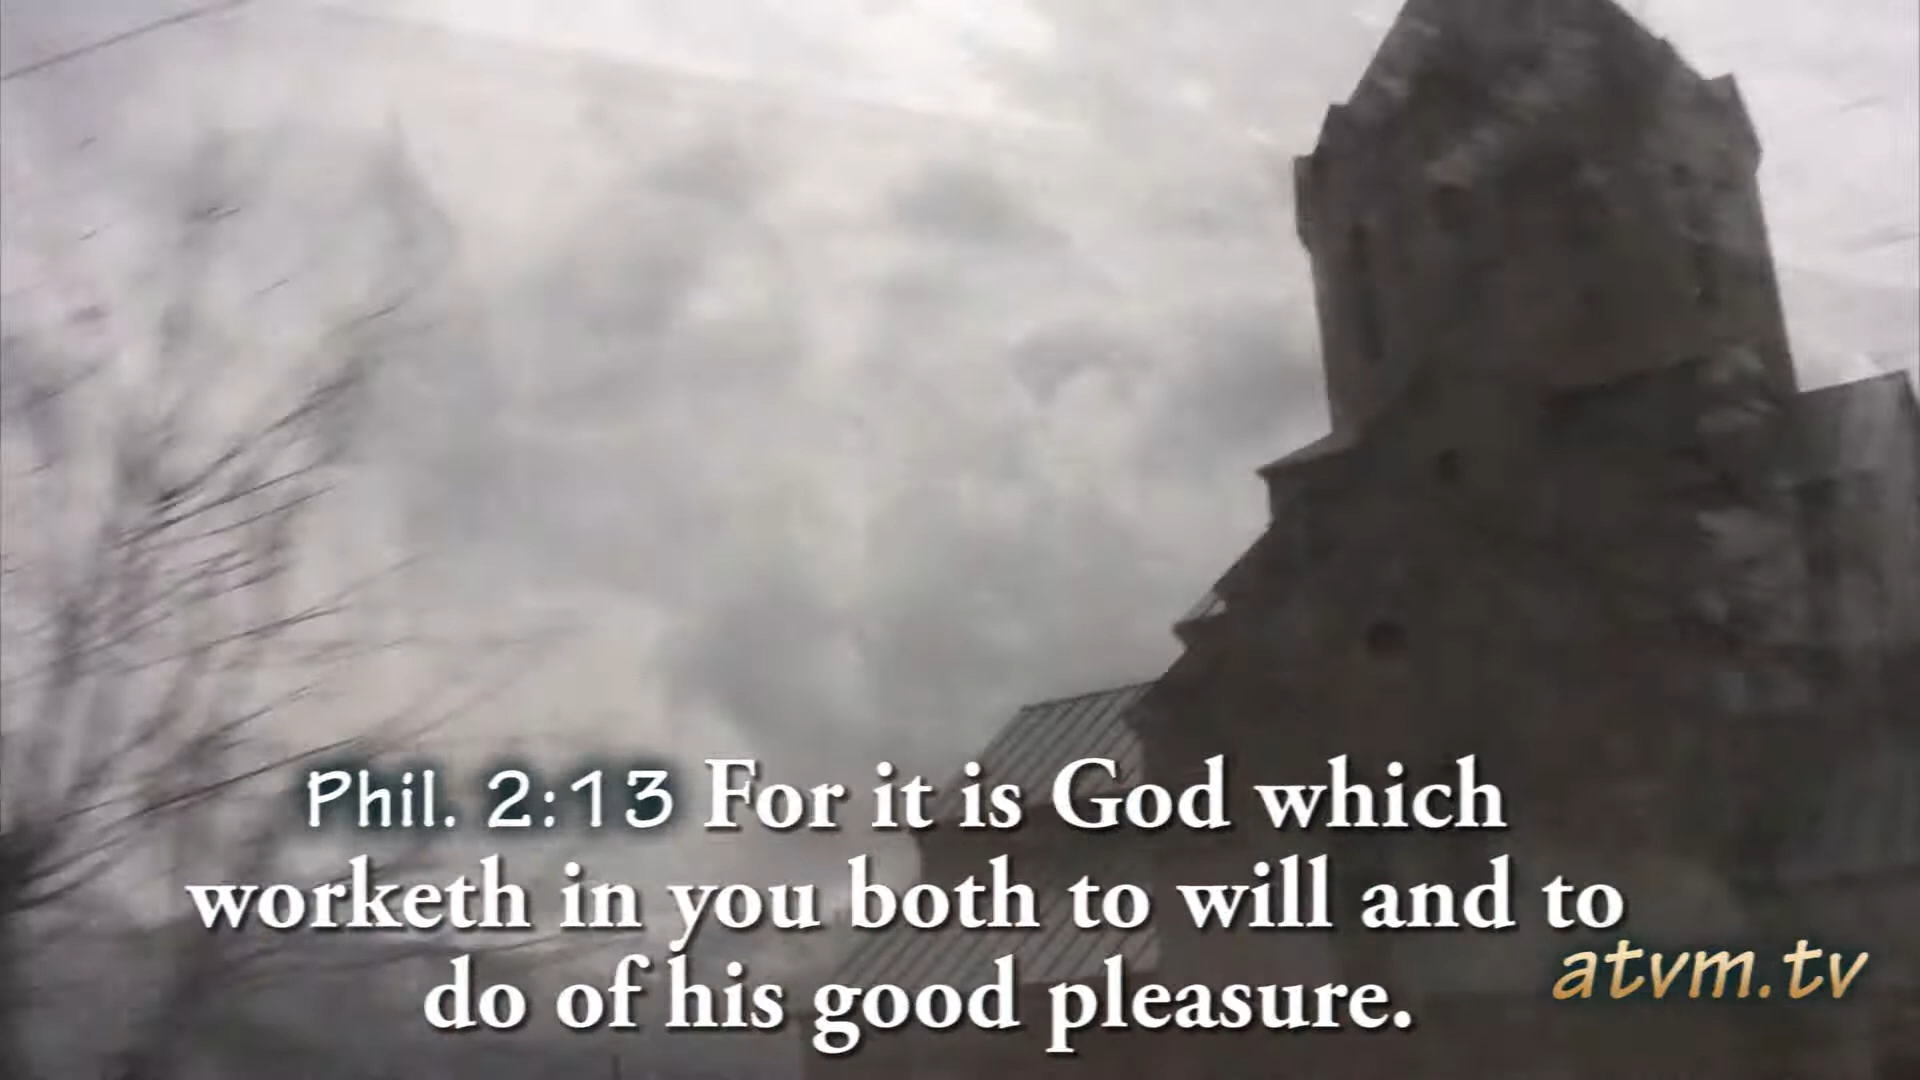 Phil. 2:13 For it is God which
worketh in you both to will and to
do of his good pleasure.
atvm.tv